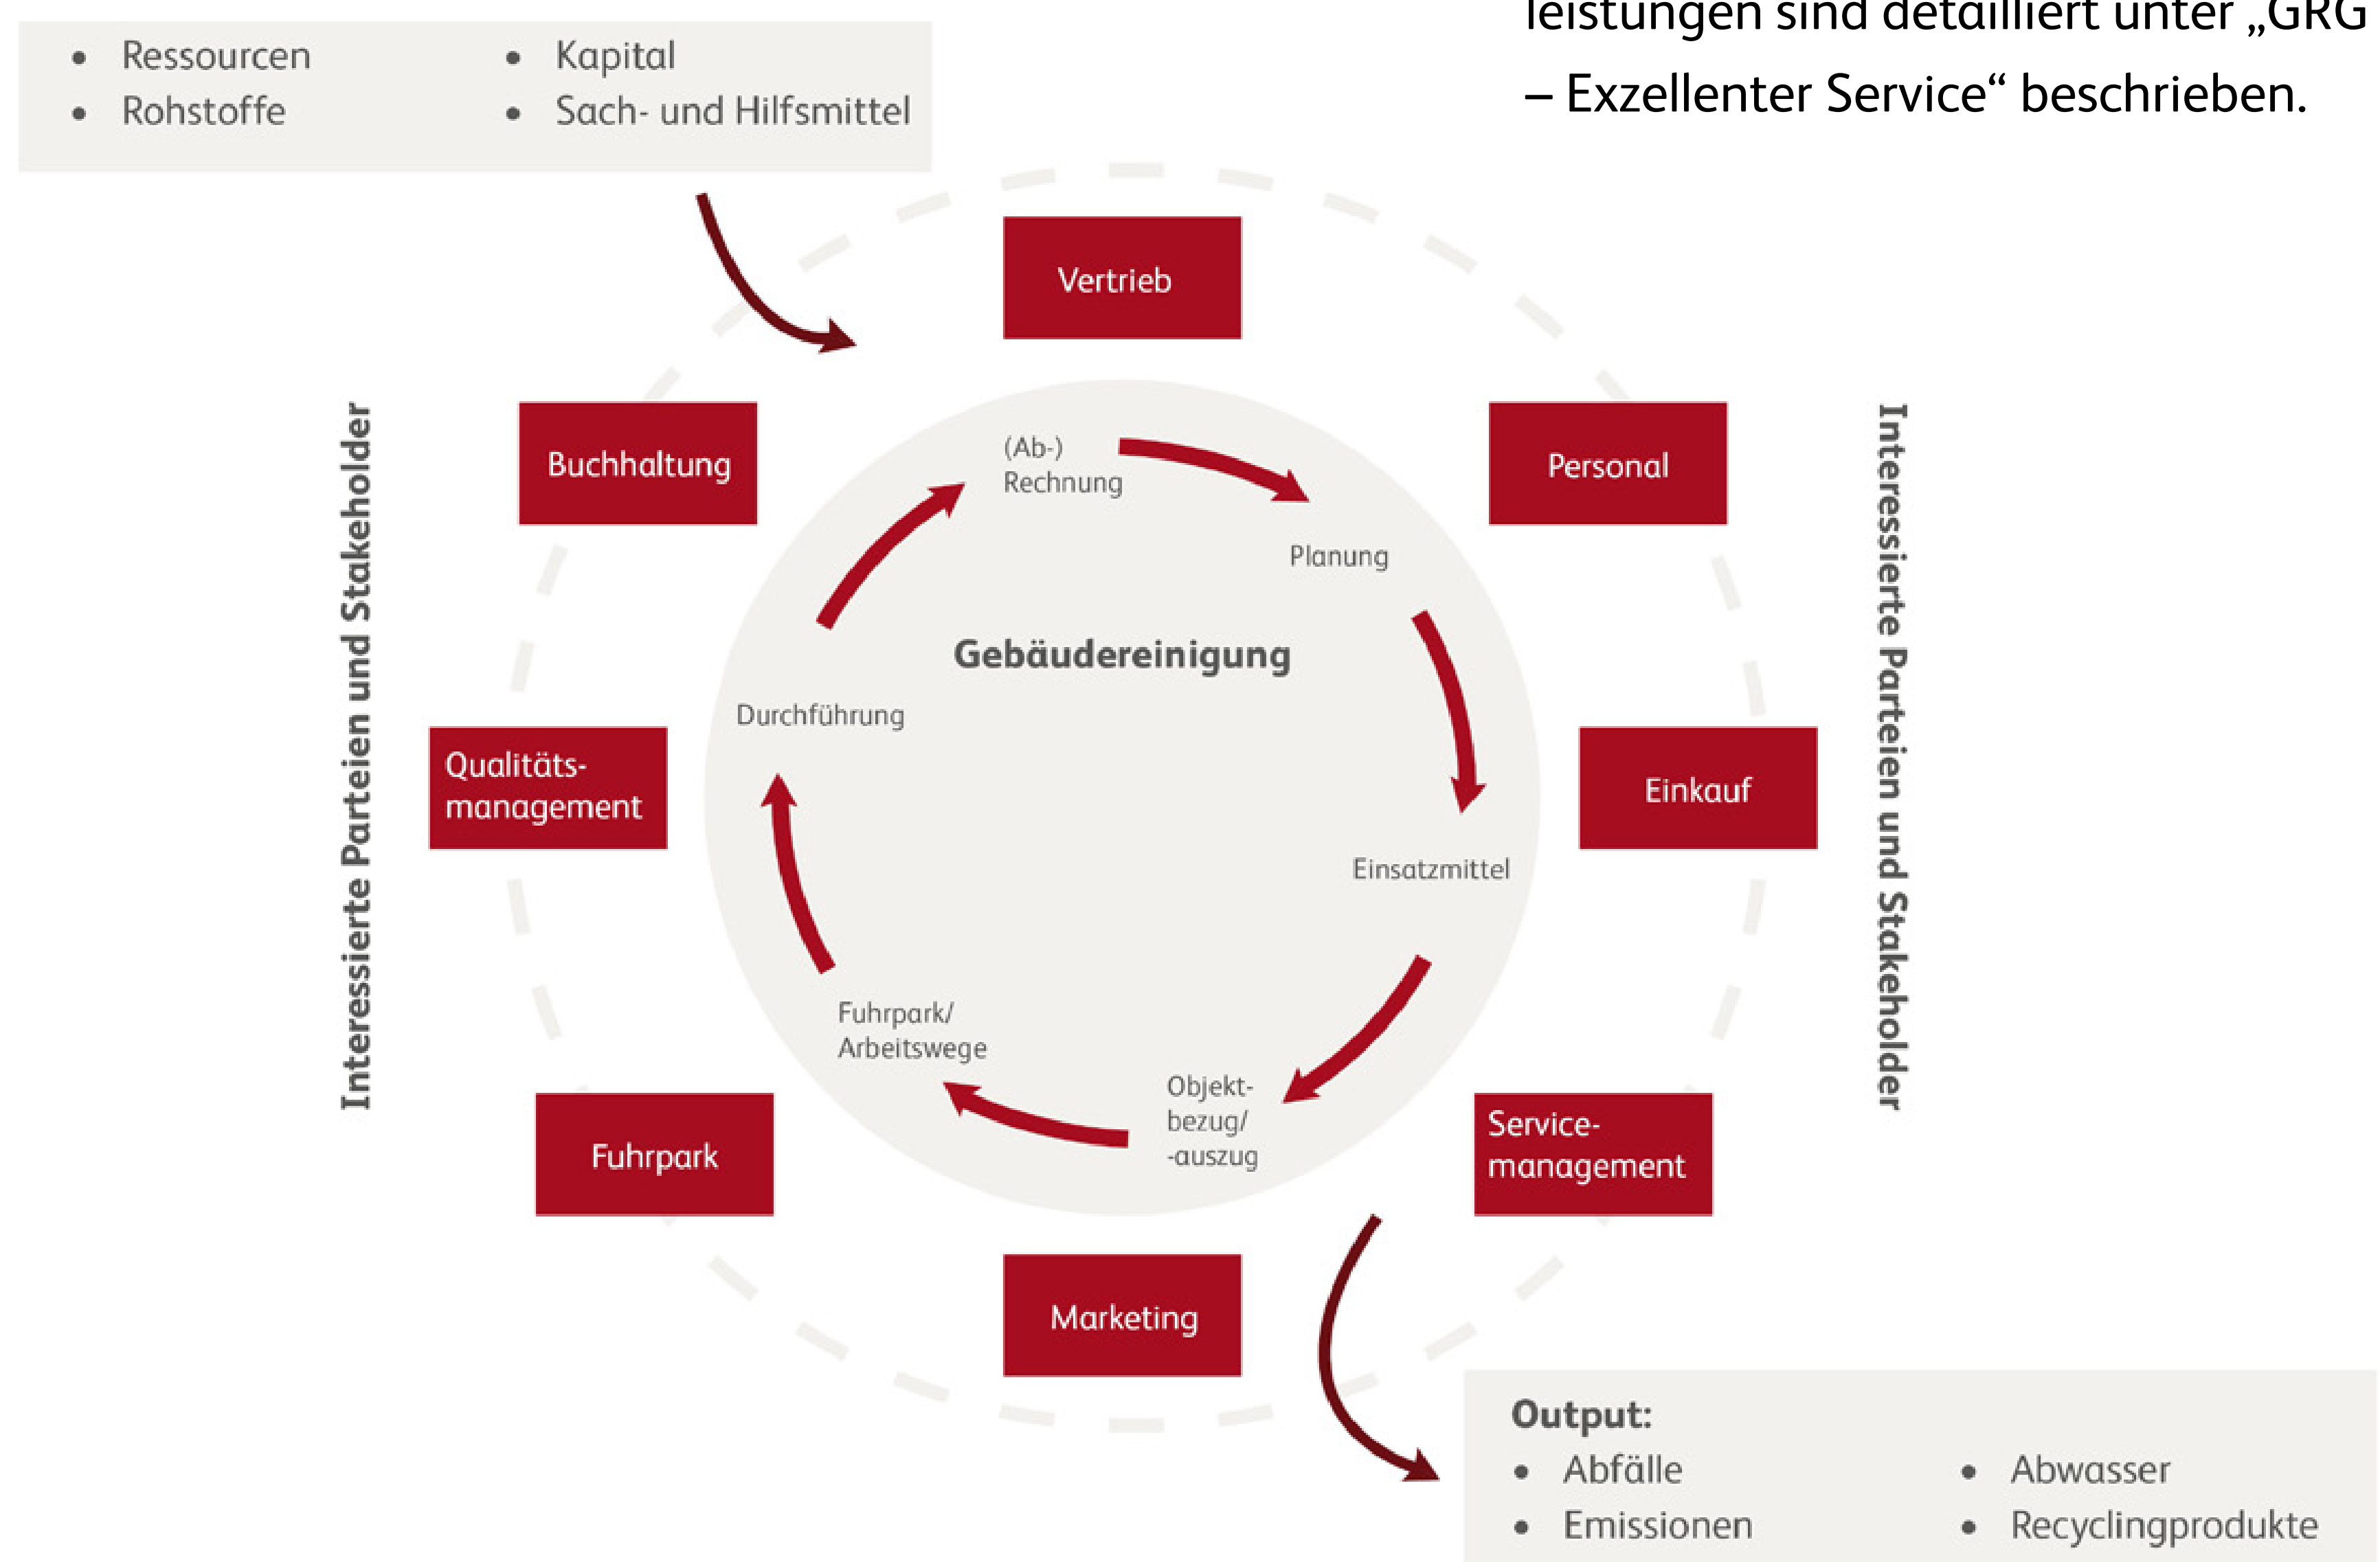 leistungen sind detailliert unter „GRG
– Exzellenter Service“ beschrieben.
• Ressourcen
• Rohstoffe
• Kapital
• Sach- und Hilfsmittel
Vertrieb
Buchhaltung
Personal
Interessierte Parteien und Stakeholder
Interessierte Parteien und Stakeholder
(Ab-)
Rechnung
Planung
Gebäudereinigung
Durchführung
Qualitäts-
management
Einkauf
Einsatzmittel
Fuhrpark/
Arbeitswege
Objekt-
bezug/
-auszug
Fuhrpark
Service-
management
Marketing
Output:
• Abfälle
• Emissionen
• Abwasser
• Recyclingprodukte